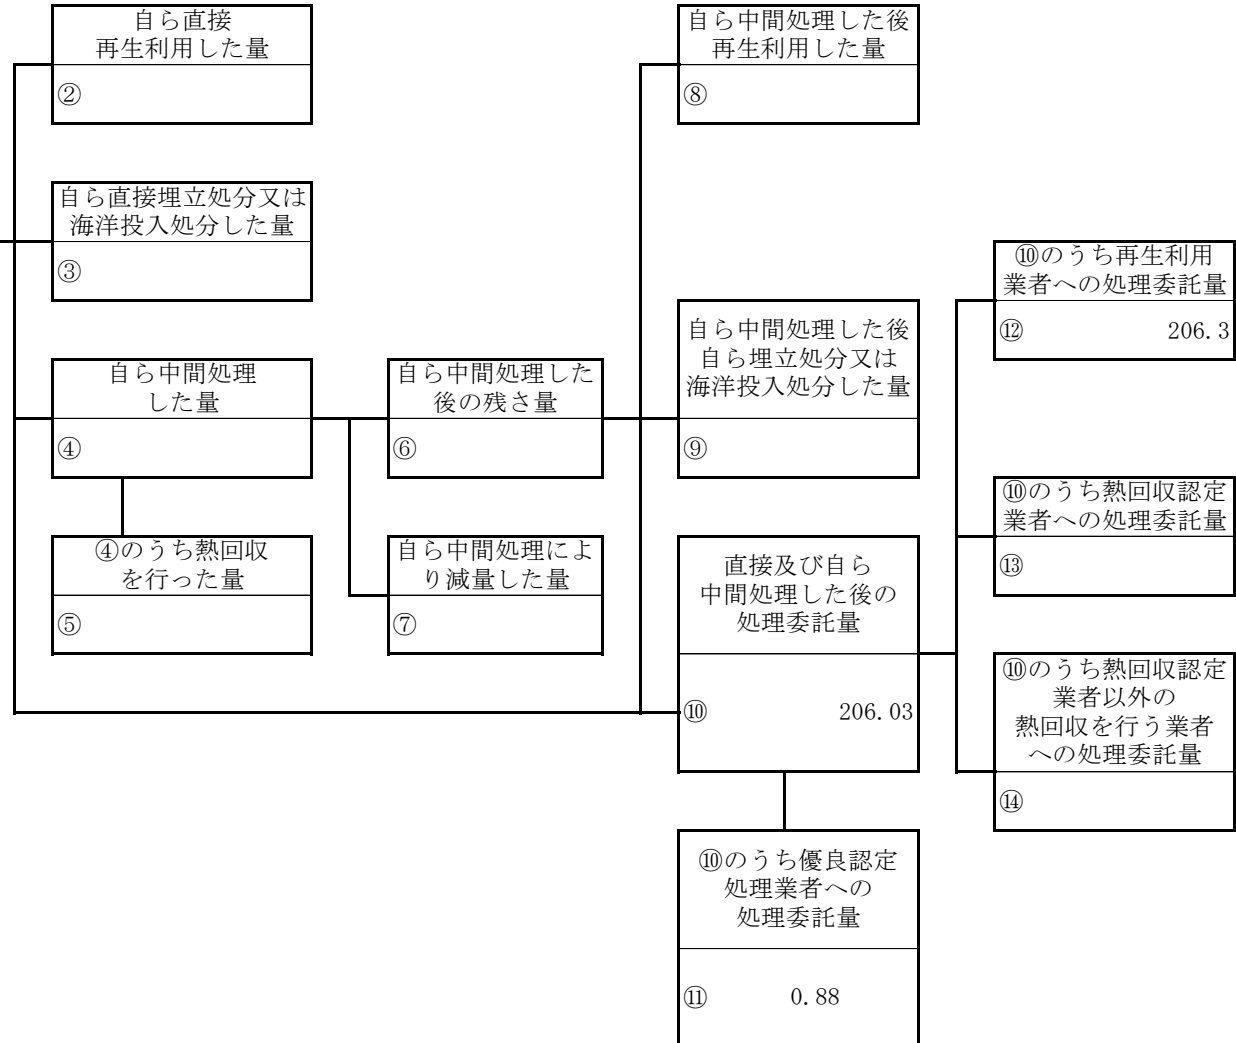 自ら直接
再生利用した量
②
自ら直接埋立処分又は
海洋投入処分した量
③
自ら中間処理
した量
④
④のうち熱回収
を行った量
⑤
自ら中間処理した
後の残さ量
⑥
自ら中間処理によ
り減量した量
⑦
自ら中間処理した後
再生利用した量
⑧
自ら中間処理した後
自ら埋立処分又は
海洋投入処分した量
⑨
直接及び自ら
中間処理した後の
処理委託量
⑩ 206.03
⑩のうち優良認定
処理業者への
処理委託量
⑪ 0.88
⑩のうち再生利用
業者への処理委託量
⑫ 206.3
⑩のうち熱回収認定
業者への処理委託量
⑬
⑩のうち熱回収認定
業者以外の
熱回収を行う業者
への処理委託量
⑭